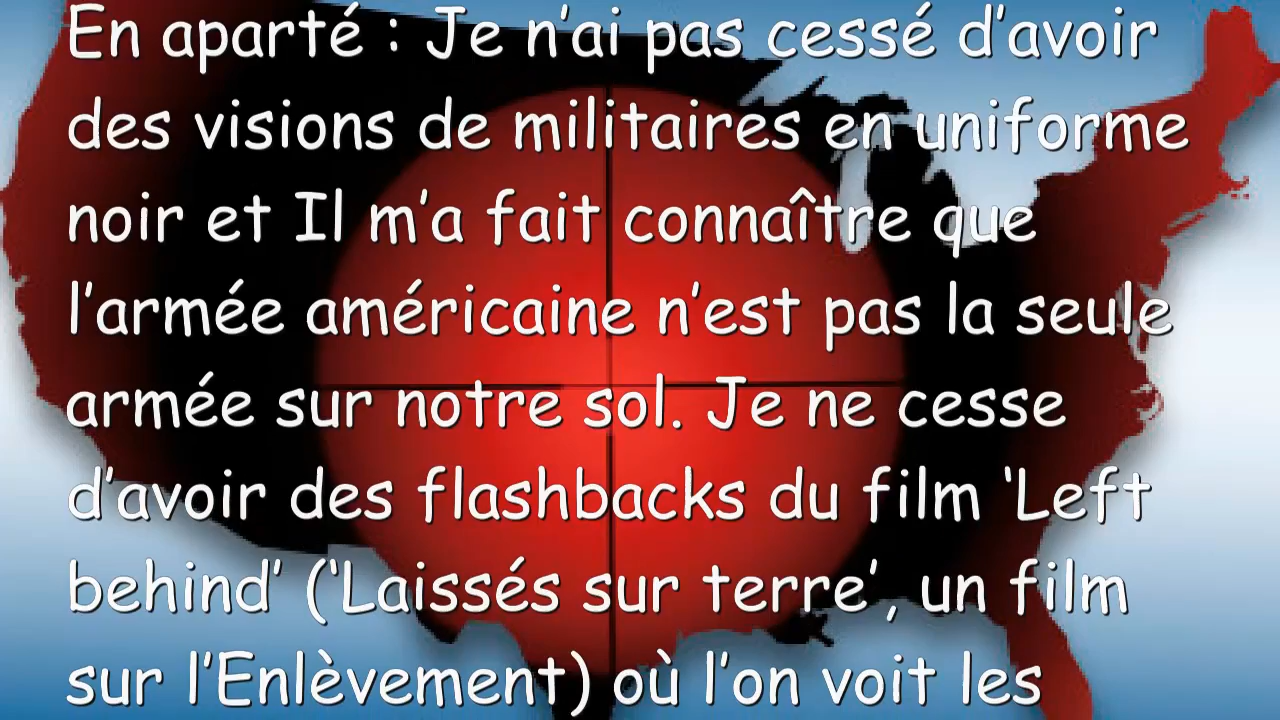 En aparté : Je n’ai pas cessé d’avoir
des visions de militaires en uniforme
noir et Il m’a fait connaître que
l’armée américaine n’est pas la seule
armée sur notre sol. Je ne cesse
d’avoir des flashbacks du film ‘Left
behind’ (‘Laissés sur terre’, un film
sur l’Enlèvement) où l’on voit les